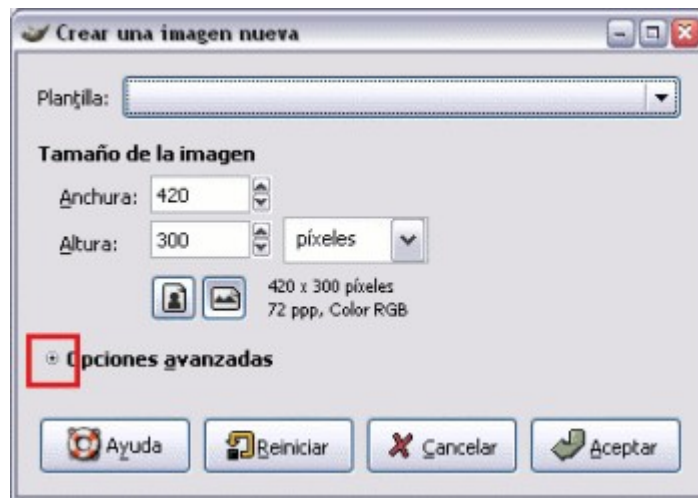 Crear una imagen nueva
Plantilla:
Tamaño de la imagen
Anchura: 420
Altura: 300 píxeles
420 x 300 píxeles
72 ppp, Color RGB
Opciones avanzadas
Ayuda Reiniciar Cancelar Aceptar